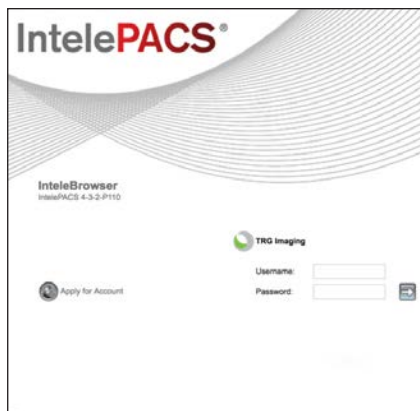 IntelePACS®
InteleBrowser
IntelePACS 4-3-2-P110
TRG Imaging
Username:
Apply for Account
Password: